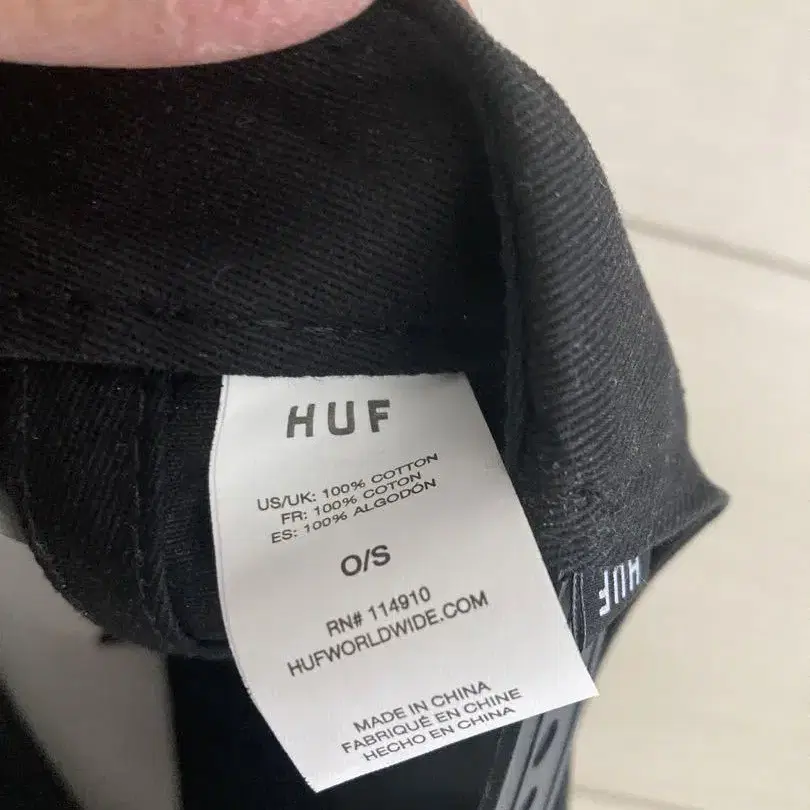 HUF
US/UK: 100% COTTON
FR: 100% COTON
ES: 100% ALGODÓN
O/S
RN# 114910
HUFWORLDWIDE.COM
MADE IN CHINA
FABRIQUÉ EN CHINE
HECHO EN CHINA
HUF